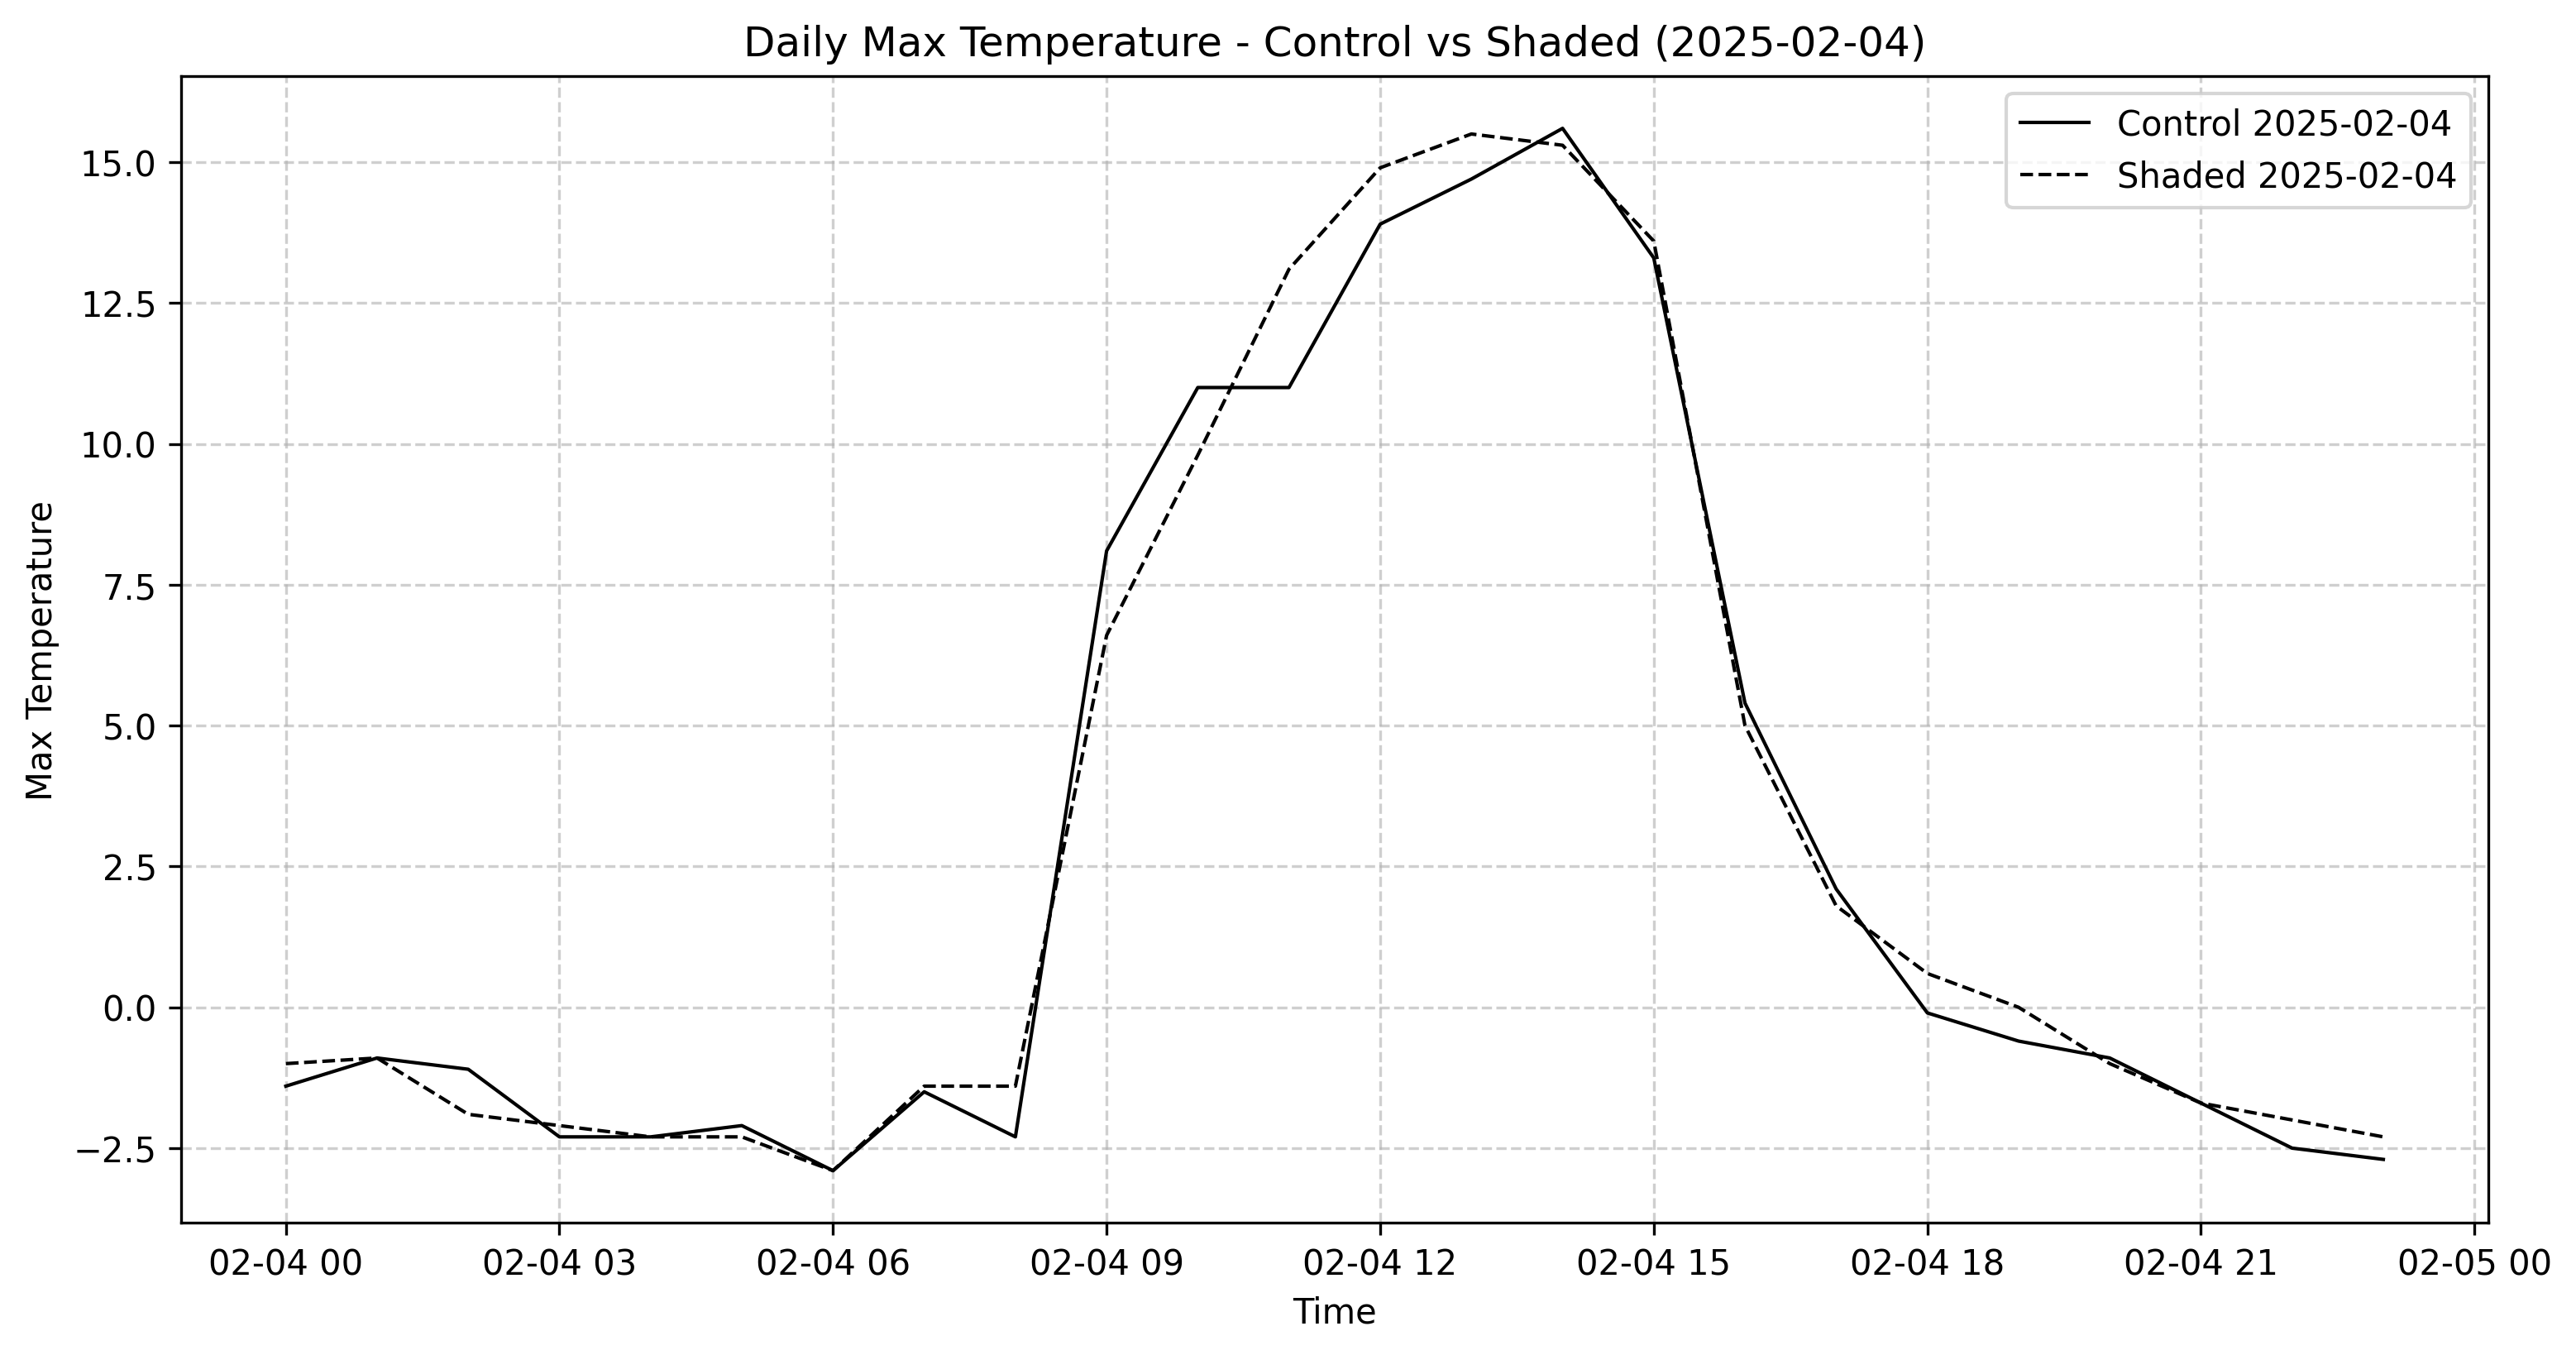 Daily Max Temperature - Control vs Shaded (2025-02-04)
Control 2025-02-04
Shaded 2025-02-04
Max Temperature
15.0
12.5
10.0
7.5
5.0
2.5
0.0
−2.5
02-04 00 02-04 03 02-04 06 02-04 09 02-04 12 02-04 15 02-04 18 02-04 21 02-05 00
Time